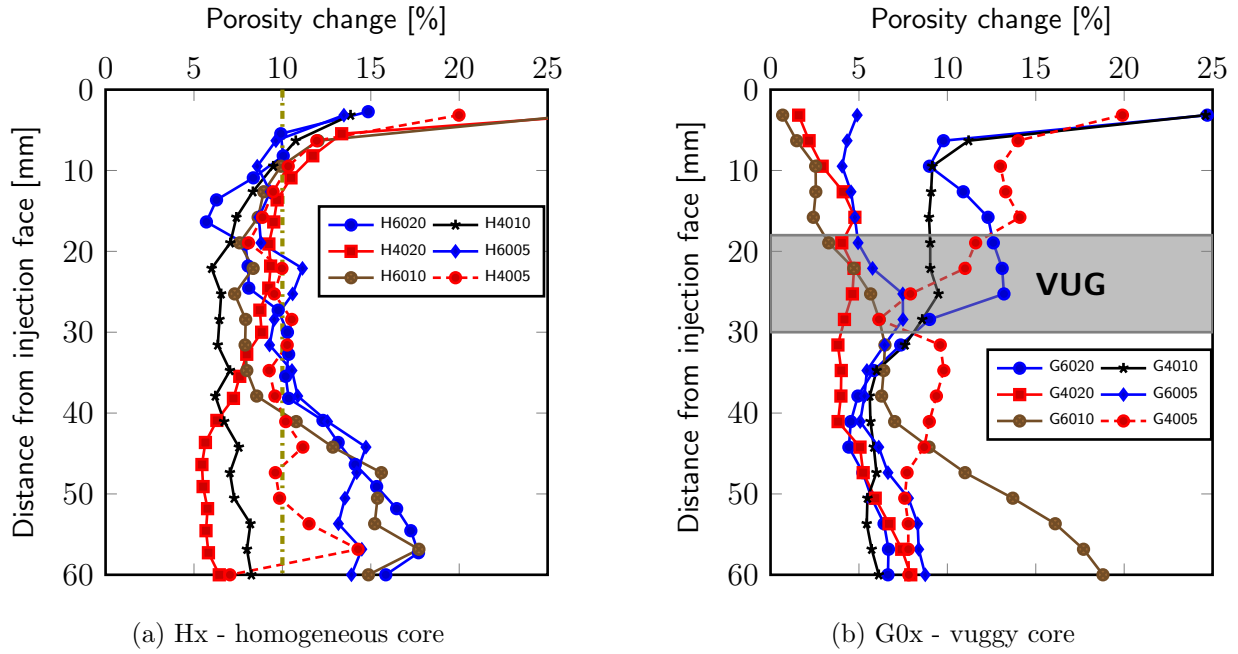 Porosity change [%]
0 5 10 15 20 25
0
10
20
30
40
50
60
Distance from injection face [mm]
H6020 H4010
H4020 H6005
H6010 H4005
(a) Hx - homogeneous core
Porosity change [%]
0 5 10 15 20 25
0
10
20
30
40
50
60
Distance from injection face [mm]
VUG
G6020 G4010
G4020 G6005
G6010 G4005
(b) G0x - vuggy core